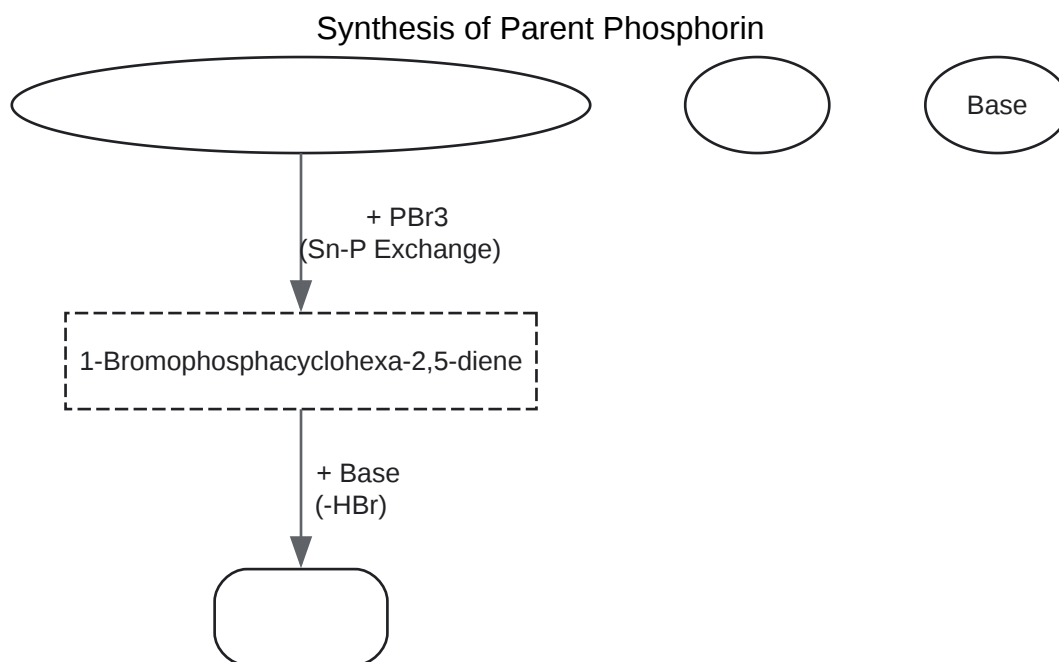 Synthesis of Parent Phosphorin
Base
+ PBr3
(Sn-P Exchange)
1-Bromophosphacyclohexa-2,5-diene
+ Base
(-HBr)